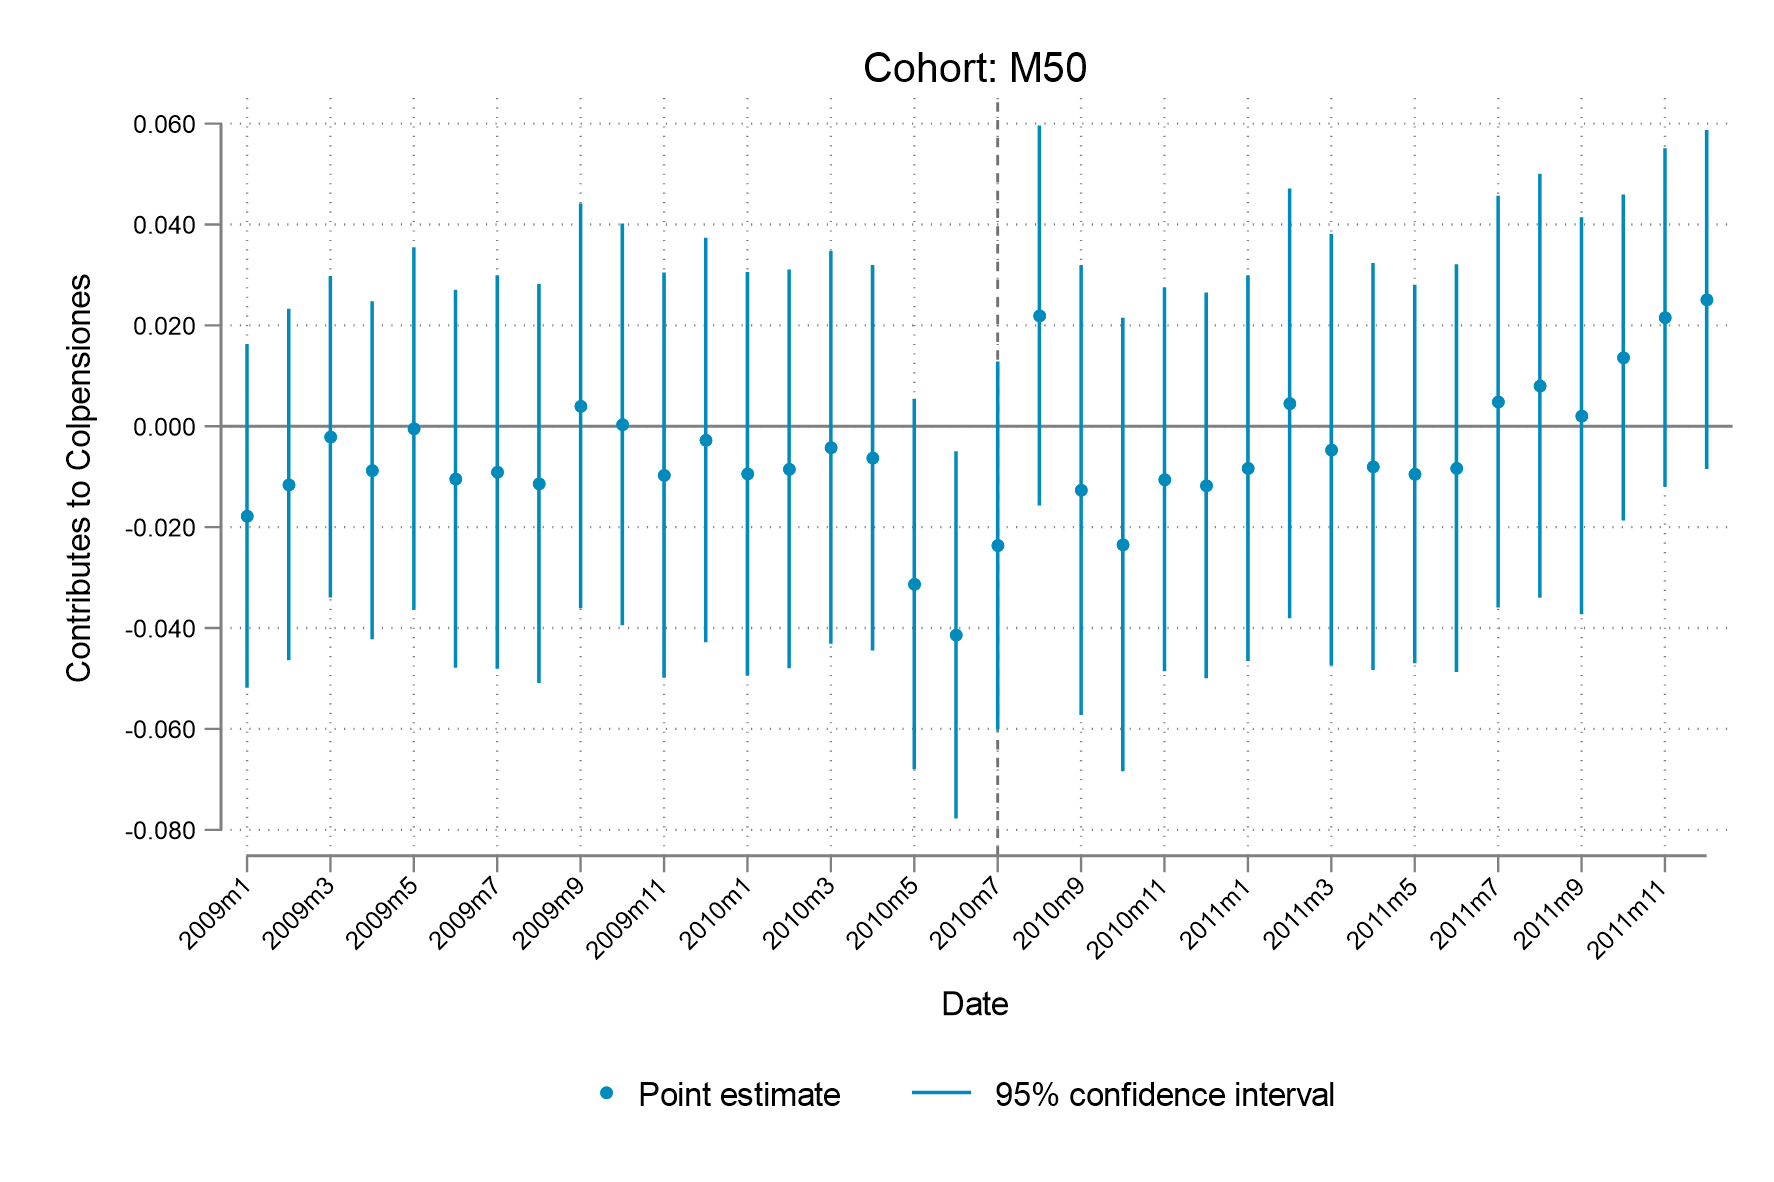 Cohort: M50
0.060
0.040
0.020
0.000
-0.020
-0.040
-0.060
-0.080
Contributes to Colpensiones
2009m1
2009m3
2009m5
2009m7
2009m9
2009m11
2010m1
2010m3
2010m5
2010m7
2010m9
2010m11
2011m1
2011m3
2011m5
2011m7
2011m9
2011m11
Date
Point estimate
95% confidence interval